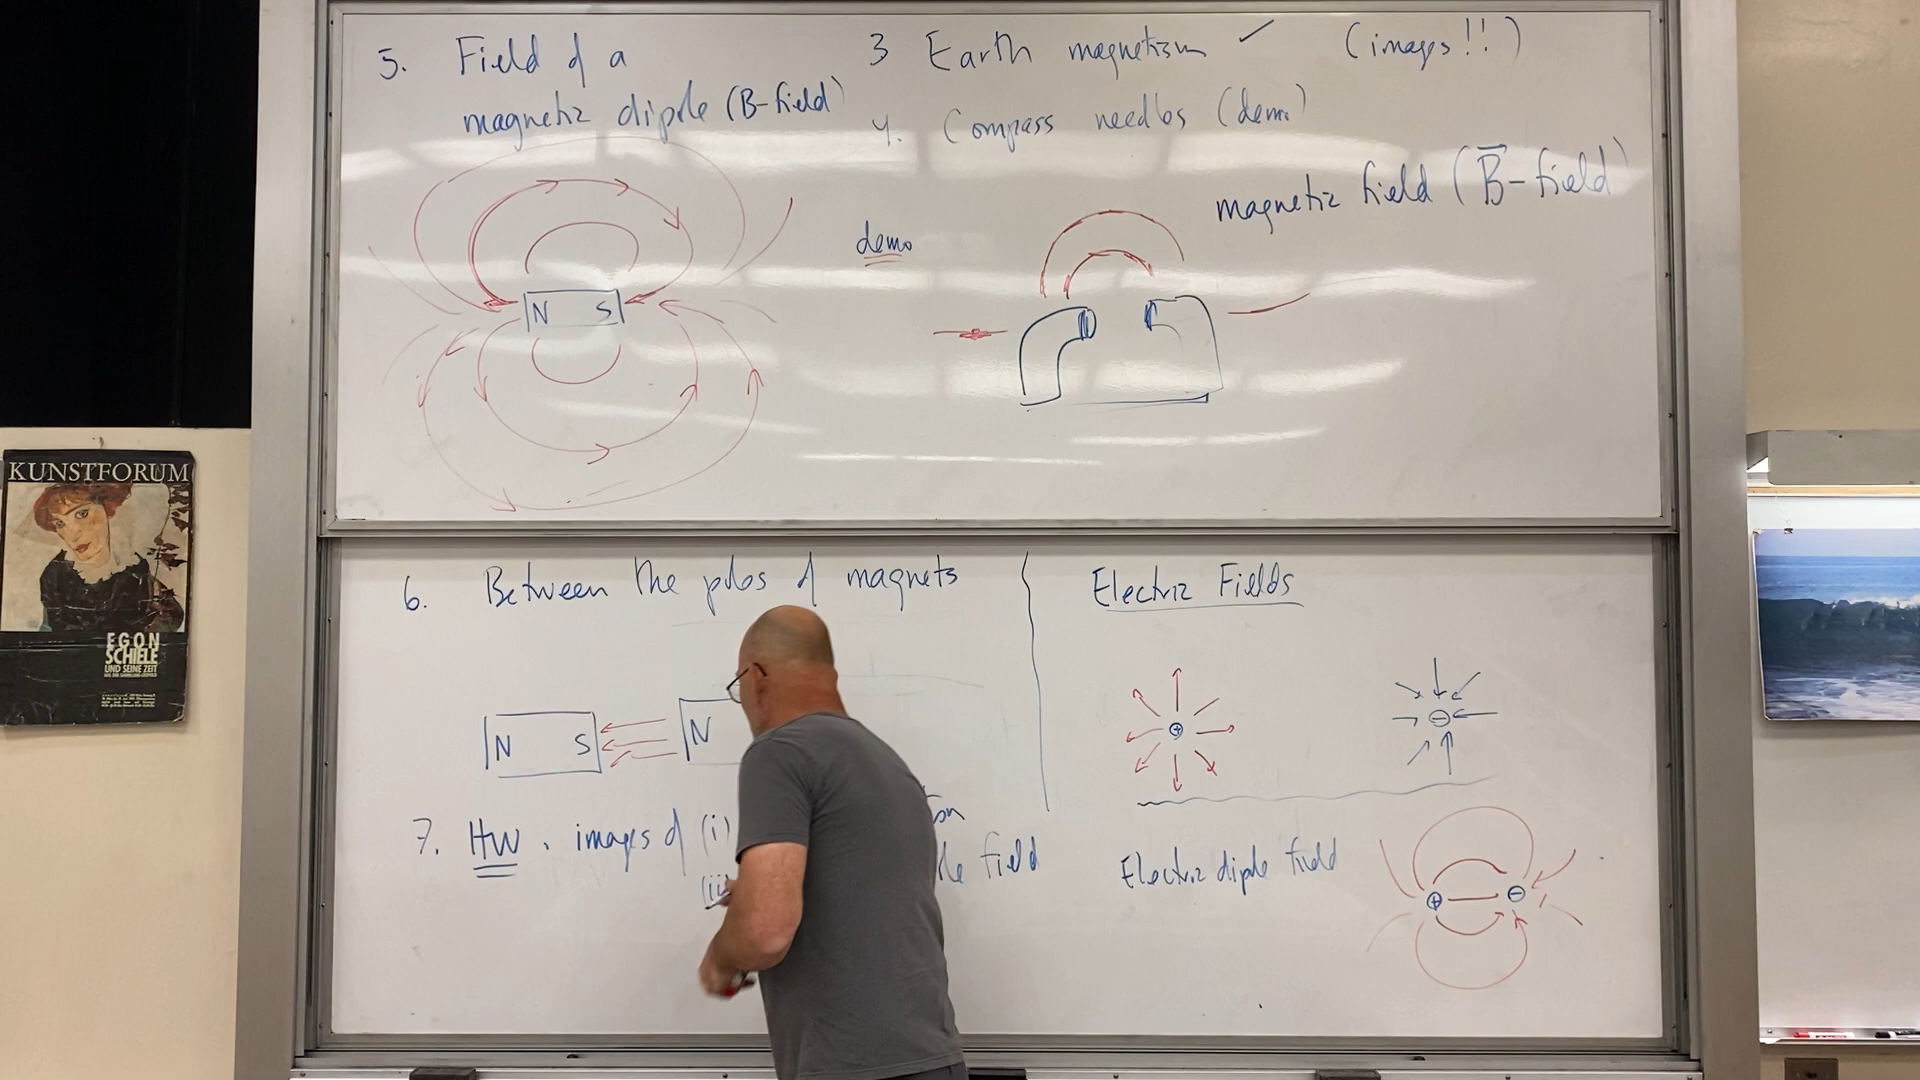 5. Field of a
magnetic dipole (B-field)
N S
3 Earth magnetism ✓ (images!!)
4. Compass needles (demo)
magnetic field (B-field)
demo
6. Between the poles of magnets
N S
N
7. HW . images of (i)
(ii)
field
Electric Fields
+
−
Electric dipole field
+ −
KUNSTFORUM
EGON
SCHIELE
UND SEINE ZEIT